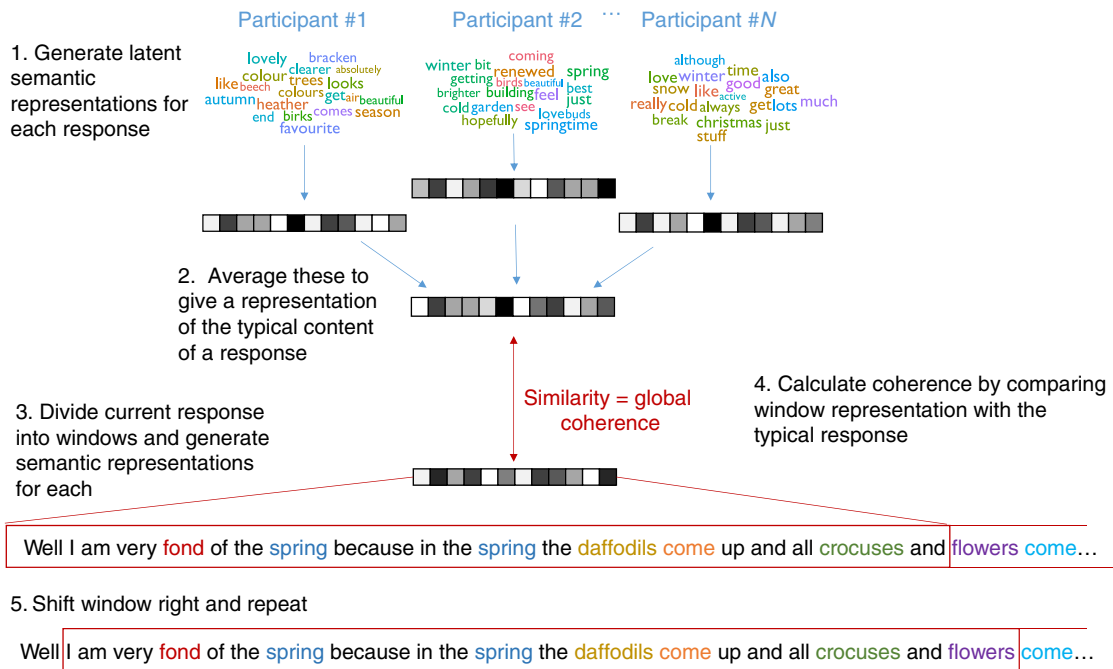 Participant #1
Participant #2
...
Participant #N
1. Generate latent
semantic
representations for
each response
lovely bracken
clearer absolutely
colour trees looks
like beech colours get air beautiful
autumn heather comes season
end birks
favourite
coming
winter bit renewed spring
getting birds beautiful best
brighter building feel just
cold garden see lovebuds
hopefully springtime
although
love winter time also
snow like good great
really cold active get lots much
always
break christmas just
stuff
2. Average these to
give a representation
of the typical content
of a response
Similarity = global
coherence
4. Calculate coherence by comparing
window representation with the
typical response
3. Divide current response
into windows and generate
semantic representations
for each
Well I am very fond of the spring because in the spring the daffodils come up and all crocuses and flowers come...
5. Shift window right and repeat
Well I am very fond of the spring because in the spring the daffodils come up and all crocuses and flowers come...